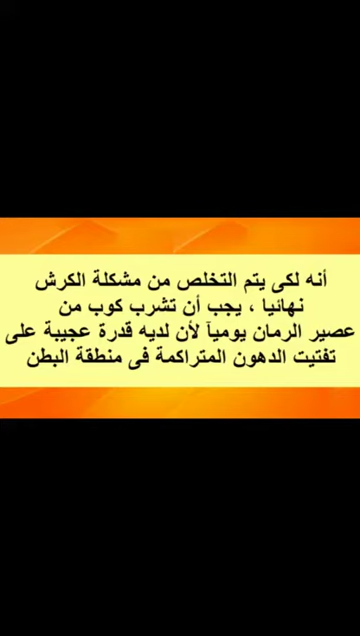 أنه لكى يتم التخلص من مشكلة الكرش
نهائيا ، يجب أن تشرب كوب من
عصير الرمان يوميآ لأن لديه قدرة عجيبة على
تفتيت الدهون المتراكمة فى منطقة البطن